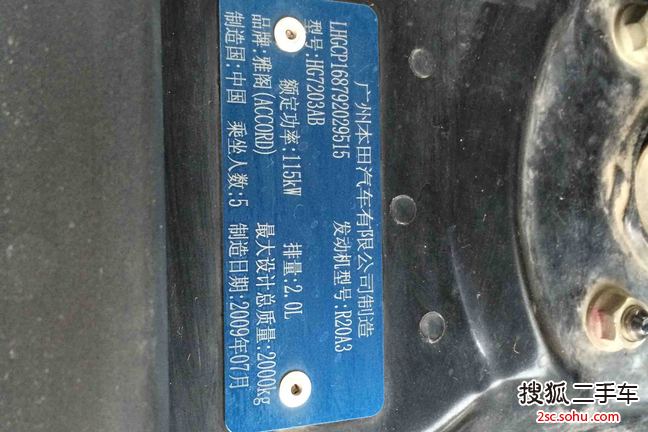 广州本田汽车有限公司制造
LHGCP168792029515 发动机型号:R20A3
型号:HG7203AB 排量:2.0L
额定功率:115kW 最大设计总质量:2000kg
品牌:雅阁(ACCORD) 制造日期:2009年07月
制造国:中国 乘坐人数:5
搜狐二手车
2sc.sohu.com